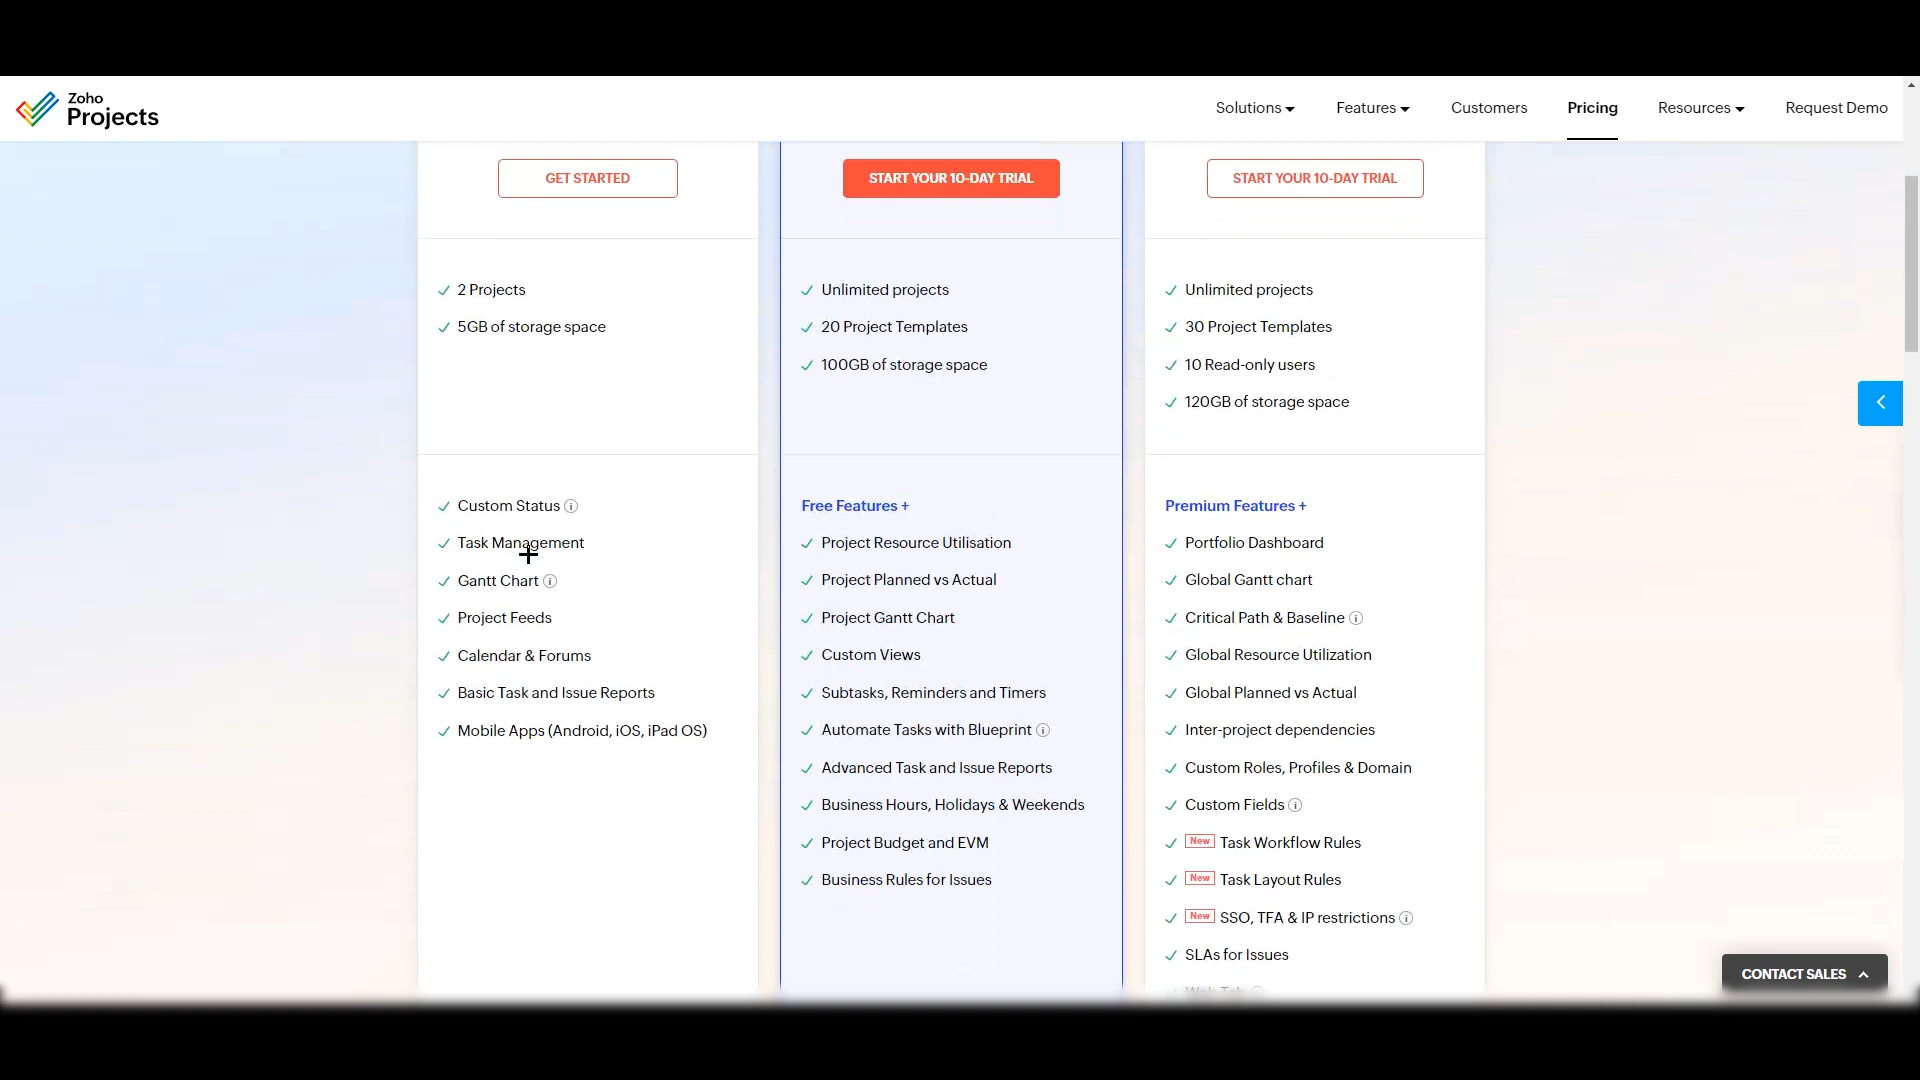 Zoho
Projects
Solutions
Features
Customers
Pricing
Resources
Request Demo
GET STARTED
2 Projects
5GB of storage space
Custom Status
Task Management
Gantt Chart
Project Feeds
Calendar & Forums
Basic Task and Issue Reports
Mobile Apps (Android, iOS, iPad OS)
START YOUR 10-DAY TRIAL
Unlimited projects
20 Project Templates
100GB of storage space
Free Features +
Project Resource Utilisation
Project Planned vs Actual
Project Gantt Chart
Custom Views
Subtasks, Reminders and Timers
Automate Tasks with Blueprint
Advanced Task and Issue Reports
Business Hours, Holidays & Weekends
Project Budget and EVM
Business Rules for Issues
START YOUR 10-DAY TRIAL
Unlimited projects
30 Project Templates
10 Read-only users
120GB of storage space
Premium Features +
Portfolio Dashboard
Global Gantt chart
Critical Path & Baseline
Global Resource Utilization
Global Planned vs Actual
Inter-project dependencies
Custom Roles, Profiles & Domain
Custom Fields
New Task Workflow Rules
New Task Layout Rules
New SSO, TFA & IP restrictions
SLAs for Issues
CONTACT SALES